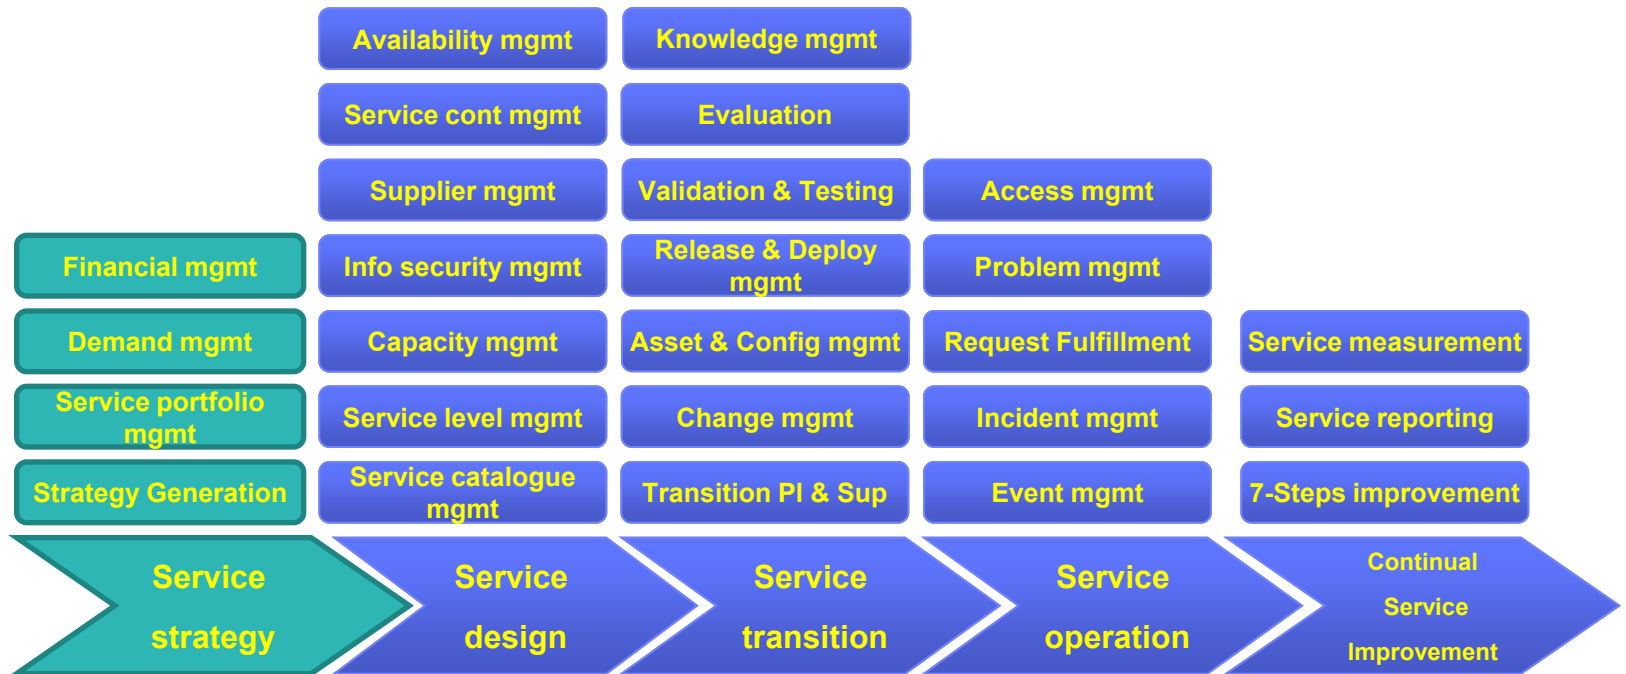 Availability mgmt
Knowledge mgmt
Service cont mgmt
Evaluation
Supplier mgmt
Validation & Testing
Access mgmt
Financial mgmt
Info security mgmt
Release & Deploy
mgmt
Problem mgmt
Demand mgmt
Capacity mgmt
Asset & Config mgmt
Request Fulfillment
Service measurement
Service portfolio
mgmt
Service level mgmt
Change mgmt
Incident mgmt
Service reporting
Strategy Generation
Service catalogue
mgmt
Transition Pl & Sup
Event mgmt
7-Steps improvement
Service
strategy
Service
design
Service
transition
Service
operation
Continual
Service
Improvement